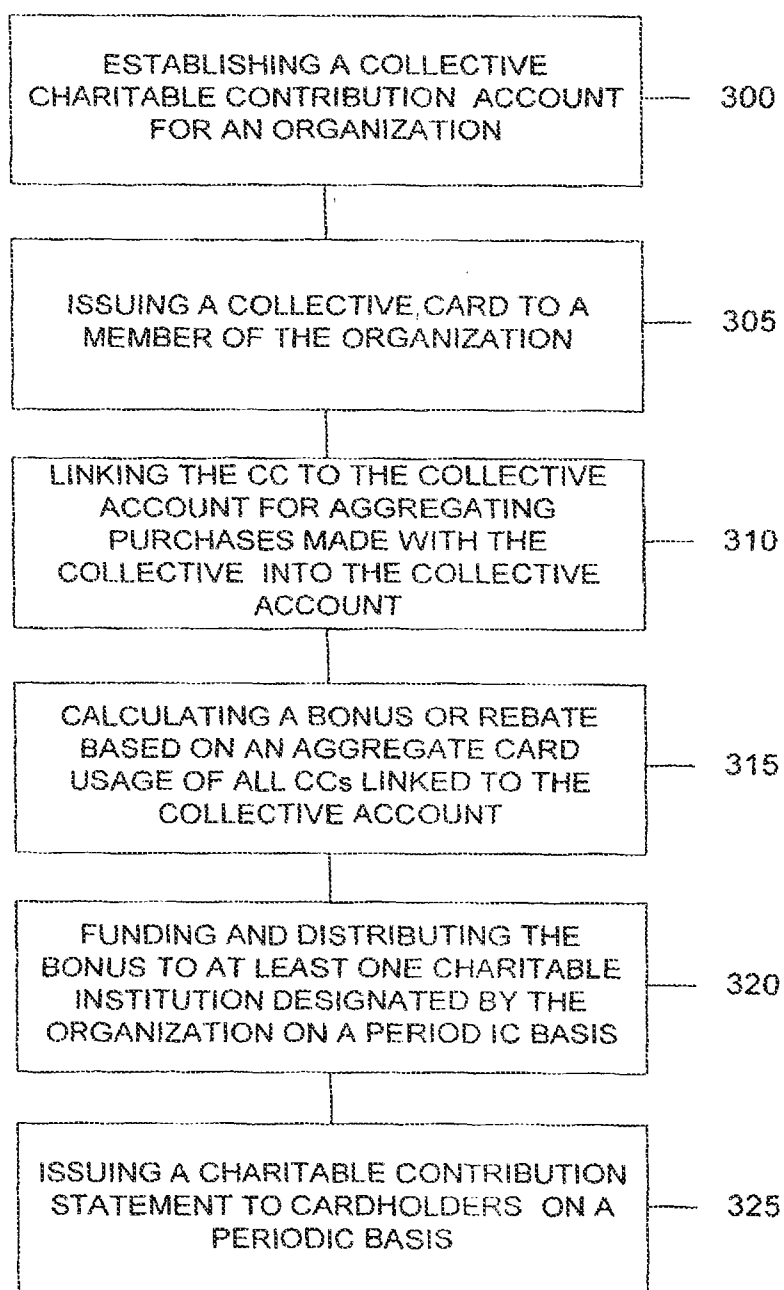 ESTABLISHING A COLLECTIVE
CHARITABLE CONTRIBUTION ACCOUNT
FOR AN ORGANIZATION
300
ISSUING A COLLECTIVE CARD TO A
MEMBER OF THE ORGANIZATION
305
LINKING THE CC TO THE COLLECTIVE
ACCOUNT FOR AGGREGATING
PURCHASES MADE WITH THE
COLLECTIVE INTO THE COLLECTIVE
ACCOUNT
310
CALCULATING A BONUS OR REBATE
BASED ON AN AGGREGATE CARD
USAGE OF ALL CCs LINKED TO THE
COLLECTIVE ACCOUNT
315
FUNDING AND DISTRIBUTING THE
BONUS TO AT LEAST ONE CHARITABLE
INSTITUTION DESIGNATED BY THE
ORGANIZATION ON A PERIOD IC BASIS
320
ISSUING A CHARITABLE CONTRIBUTION
STATEMENT TO CARDHOLDERS ON A
PERIODIC BASIS
325